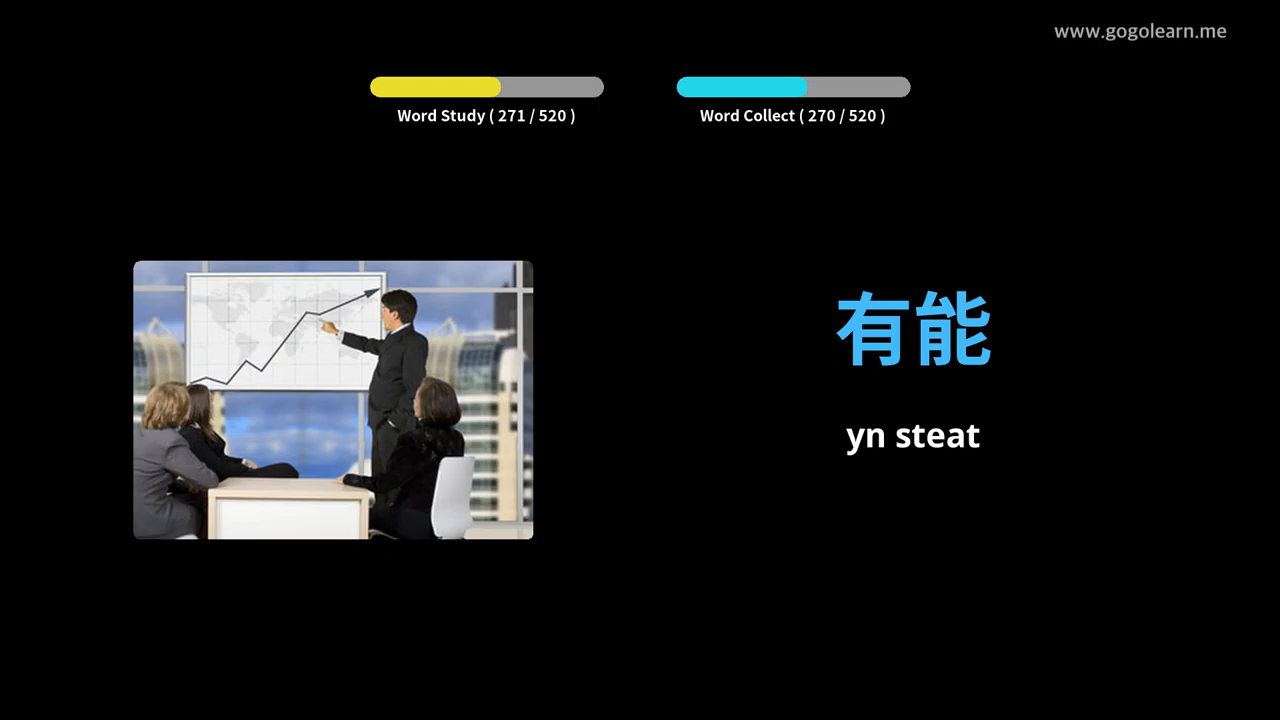 www.gogolearn.me
Word Study ( 271 / 520 )
Word Collect ( 270 / 520 )
有能
yn steat